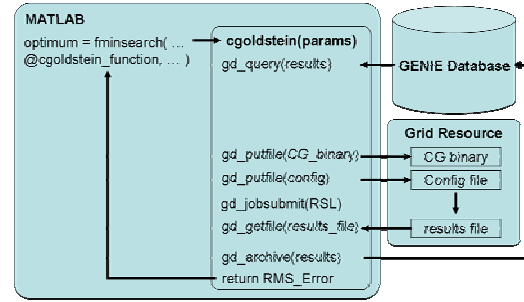 MATLAB
optimum = fminsearch( ...
@cgoldstein_function, ... )
cgoldstein(params)
gd_query(results)
gd_putfile(CG_binary)
gd_putfile(config)
gd_jobsubmit(RSL)
gd_getfile(results_file)
gd_archive(results)
return RMS_Error
GENIE Database
Grid Resource
CG binary
Config file
results file